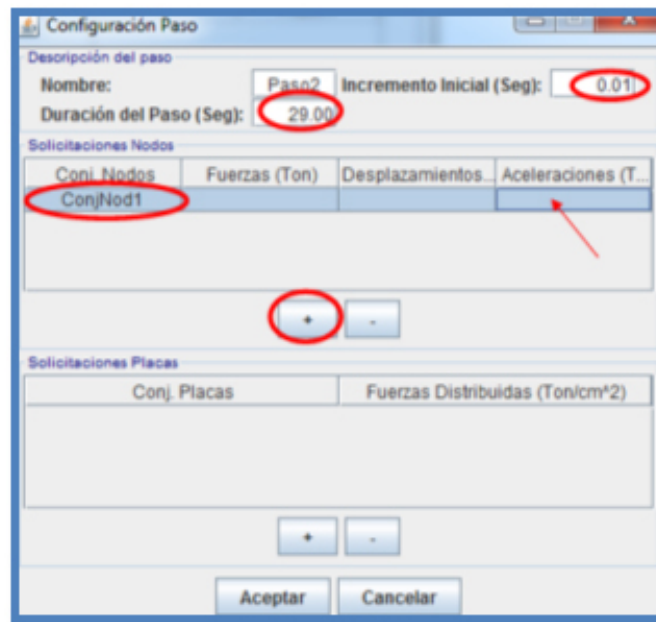 Configuración Paso
Descripción del paso
Nombre: Paso2 Incremento Inicial (Seg): 0.01
Duración del Paso (Seg): 29.00
Solicitaciones Nodos
Conj. Nodos Fuerzas (Ton) Desplazamientos... Aceleraciones (T...
ConjNod1
+ -
Solicitaciones Placas
Conj. Placas Fuerzas Distribuidas (Ton/cm^2)
+ -
Aceptar Cancelar